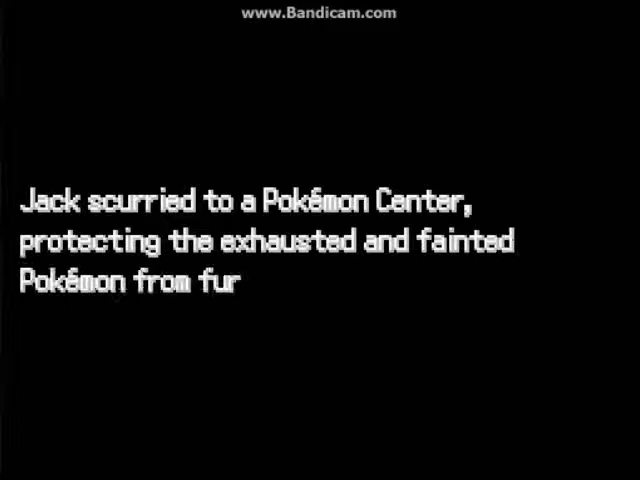 www.Bandicam.com
Jack scurried to a Pokémon Center,
protecting the exhausted and fainted
Pokémon from fur